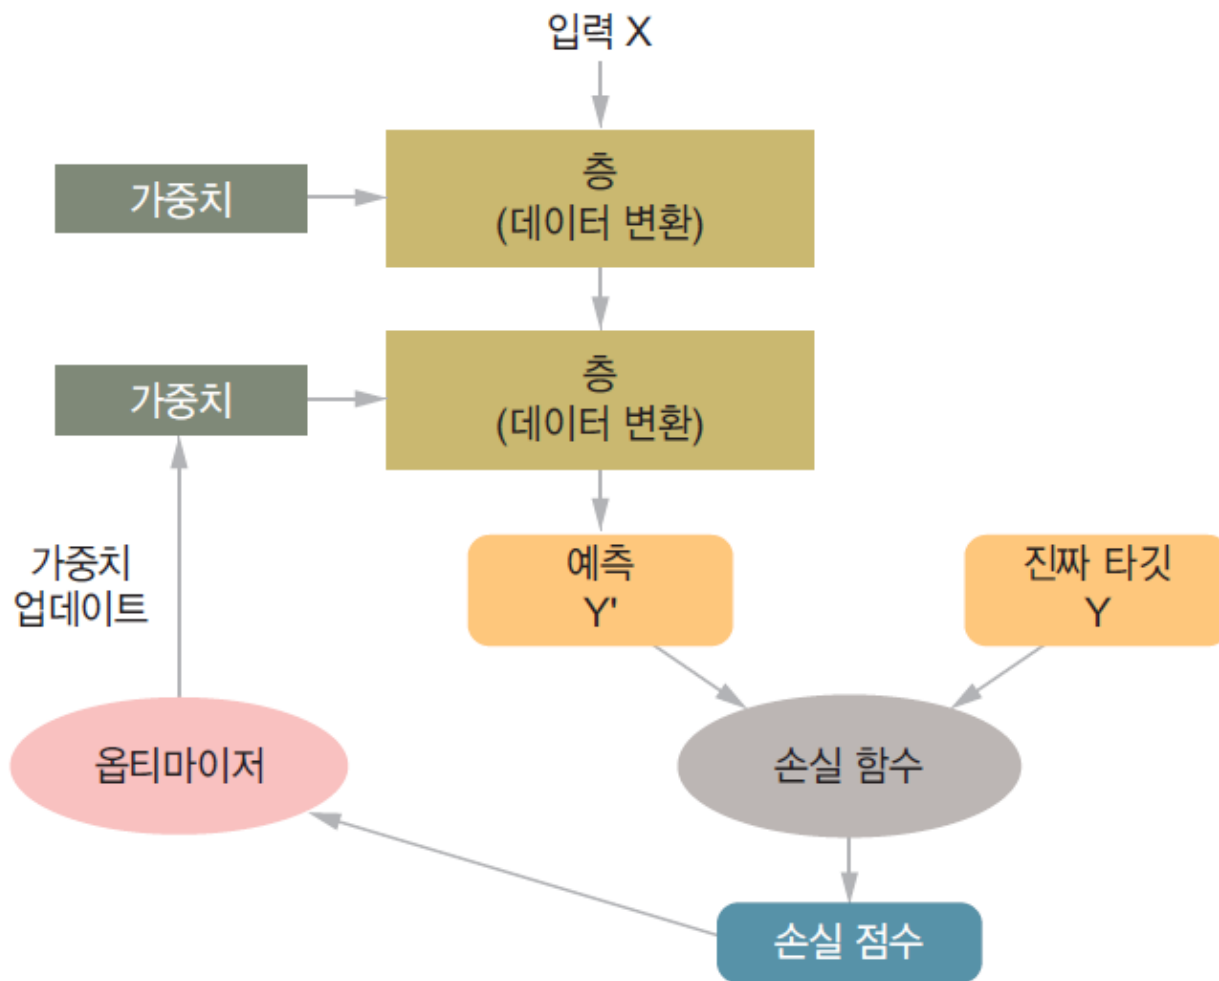 입력 X
가중치
층
(데이터 변환)
가중치
층
(데이터 변환)
가중치
업데이트
예측
Y'
진짜 타깃
Y
옵티마이저
손실 함수
손실 점수